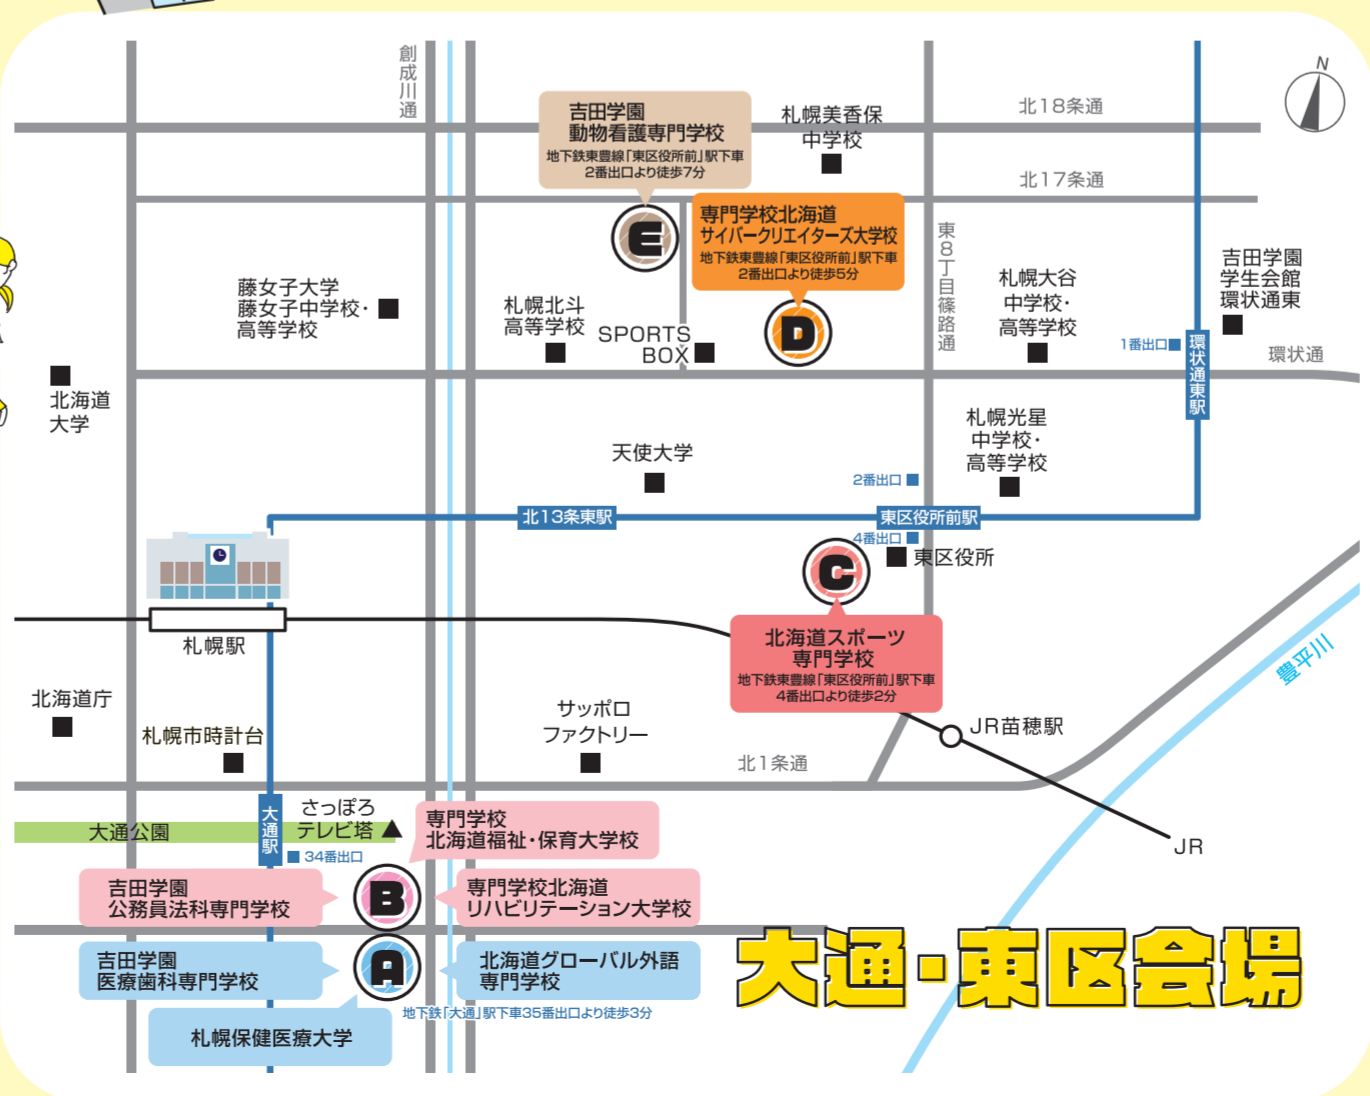 創成川通
N
吉田学園
動物看護専門学校
地下鉄東豊線「東区役所前」駅下車
2番出口より徒歩7分
札幌美香保
中学校
北18条通
北17条通
E
専門学校北海道
サイバークリエイターズ大学校
地下鉄東豊線「東区役所前」駅下車
2番出口より徒歩5分
東8丁目篠路通
吉田学園
学生会館
環状通東
札幌大谷
中学校・
高等学校
藤女子大学
藤女子中学校・
高等学校
札幌北斗
高等学校
SPORTS
BOX
D
1番出口
環状通東駅
環状通
北海道
大学
札幌光星
中学校・
高等学校
天使大学
2番出口
北13条東駅
東区役所前駅
4番出口
東区役所
C
札幌駅
北海道スポーツ
専門学校
地下鉄東豊線「東区役所前」駅下車
4番出口より徒歩2分
豊平川
北海道庁
札幌市時計台
サッポロ
ファクトリー
JR苗穂駅
北1条通
JR
大通駅
さっぽろ
テレビ塔
大通公園
34番出口
専門学校
北海道福祉・保育大学校
吉田学園
公務員法科専門学校
B
専門学校北海道
リハビリテーション大学校
吉田学園
医療歯科専門学校
A
北海道グローバル外語
専門学校
地下鉄「大通」駅下車35番出口より徒歩3分
札幌保健医療大学
大通・東区会場